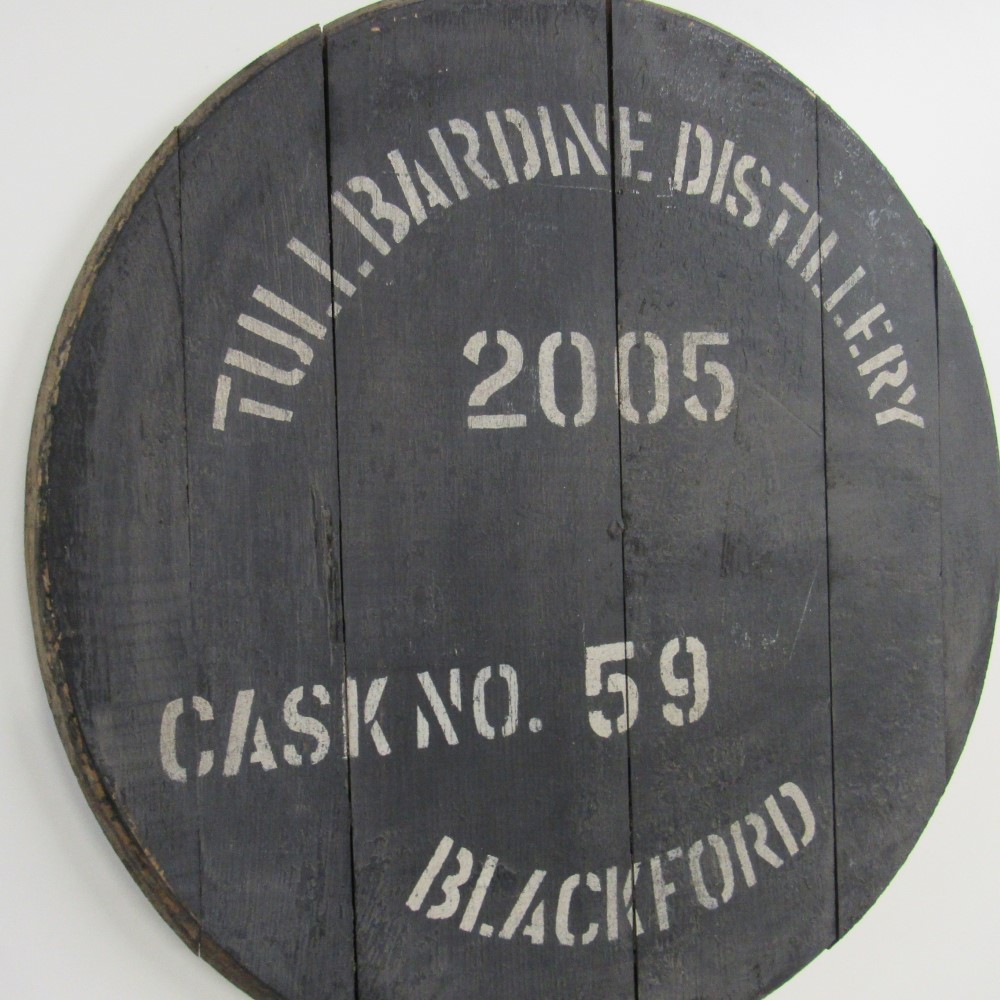 TULLIBARDINE DISTILLERY
2005
CASK NO. 59
BLACKFORD